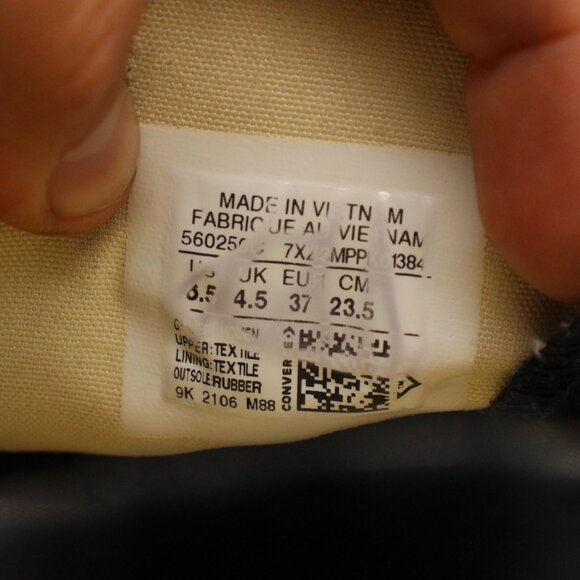 MADE IN VIETNAM
FABRIQUE AU VIETNAM
UK EUR CM
4.5 37 23.5
UPPER:TEXTILE
LINING:TEXTILE
OUTSOLE:RUBBER
9K 2106 M88
CONVERSE